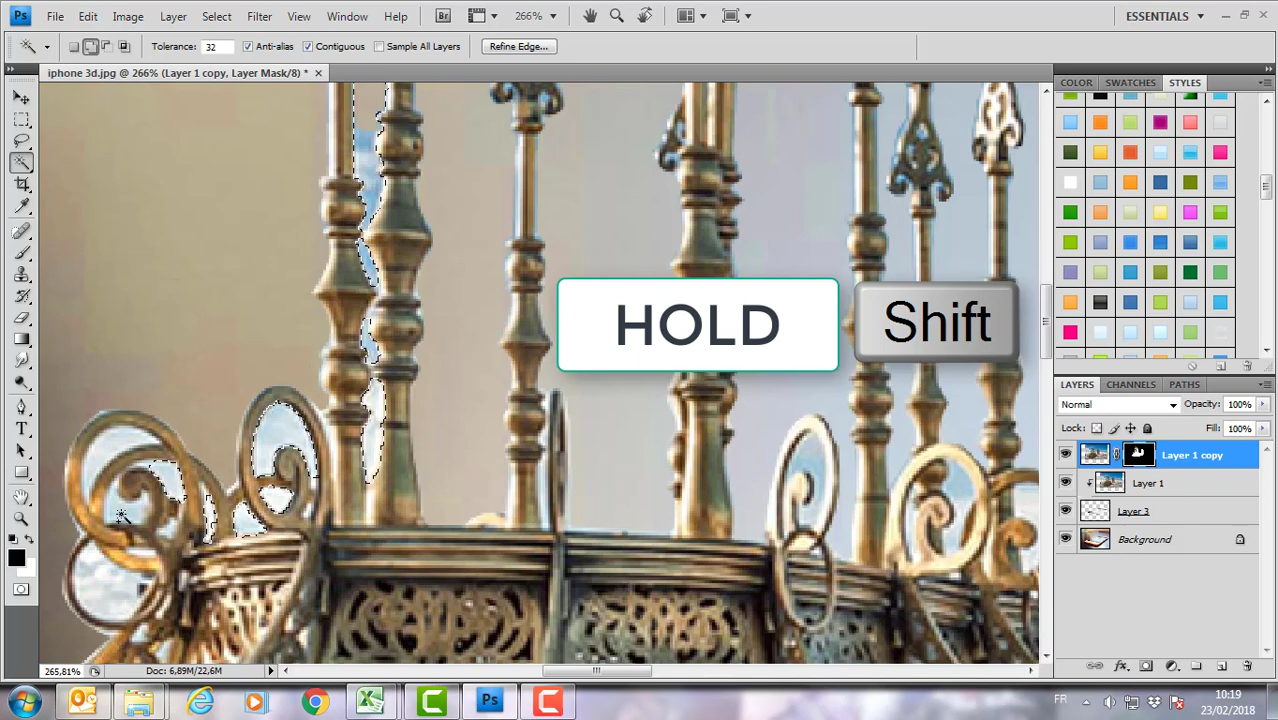 Ps File Edit Image Layer Select Filter View Window Help Br 266% ESSENTIALS
Tolerance: 32 Anti-alias Contiguous Sample All Layers Refine Edge...
iphone 3d.jpg @ 266% (Layer 1 copy, Layer Mask/8) *
COLOR SWATCHES STYLES
HOLD Shift
LAYERS CHANNELS PATHS
Normal Opacity: 100%
Lock: Fill: 100%
Layer 1 copy
Layer 1
Layer 3
Background
265,81% Doc: 6,89M/22,6M
FR 10:19
23/02/2018